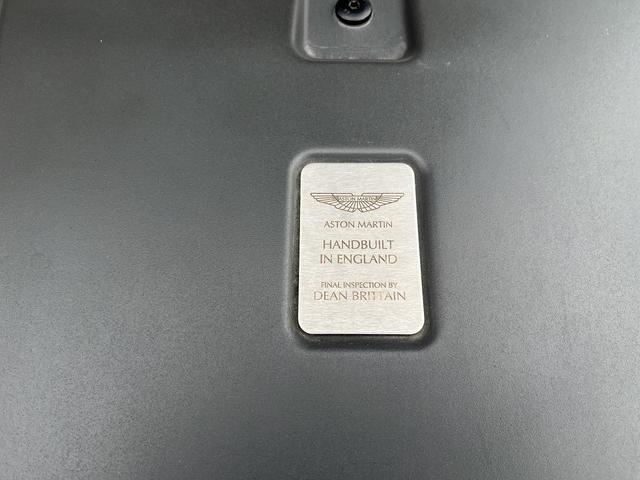 ASTON MARTIN
ASTON MARTIN
HANDBUILT
IN ENGLAND
FINAL INSPECTION BY
DEAN BRITTAIN